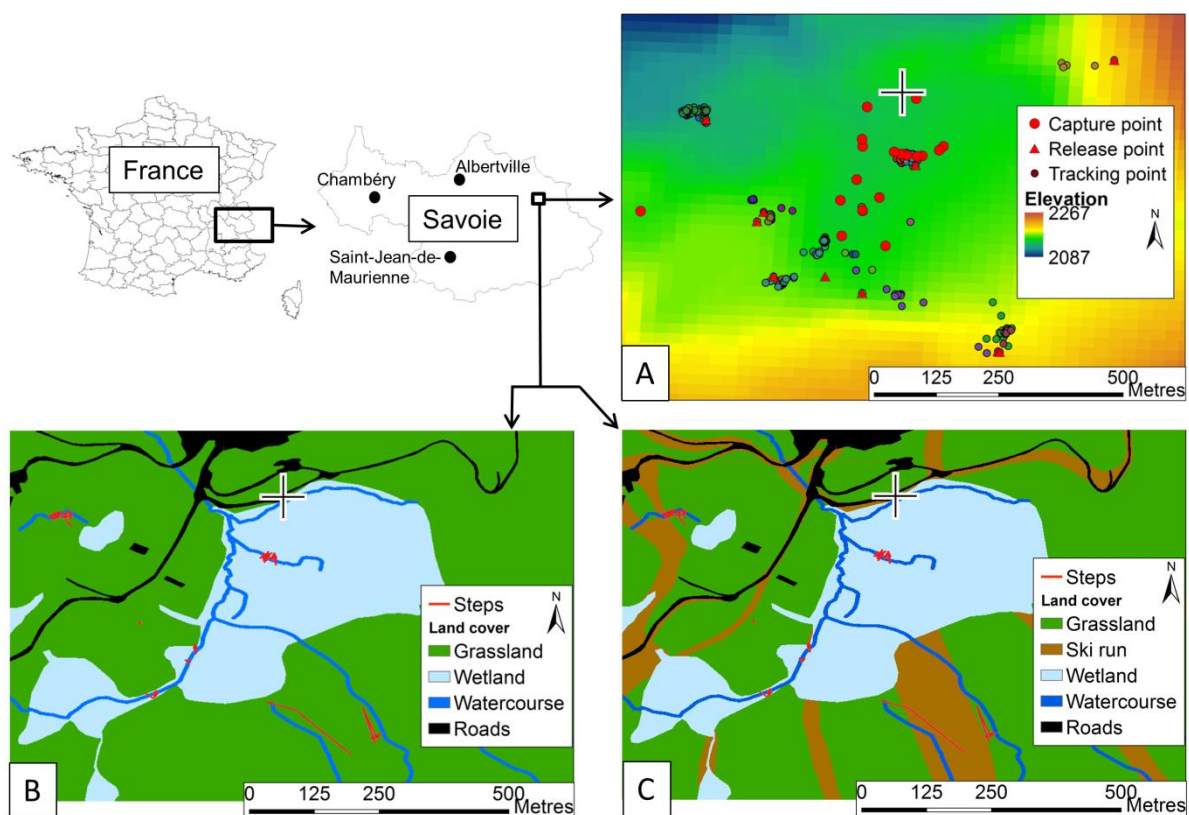 France
Chambéry
Albertville
Savoie
Saint-Jean-de-
Maurienne
Capture point
Release point
Tracking point
Elevation
2267
2087
N
A
0 125 250 500
Metres
Steps
N
Land cover
Grassland
Wetland
Watercourse
Roads
B
0 125 250 500
Metres
Steps
N
Land cover
Grassland
Ski run
Wetland
Watercourse
Roads
C
0 125 250 500
Metres